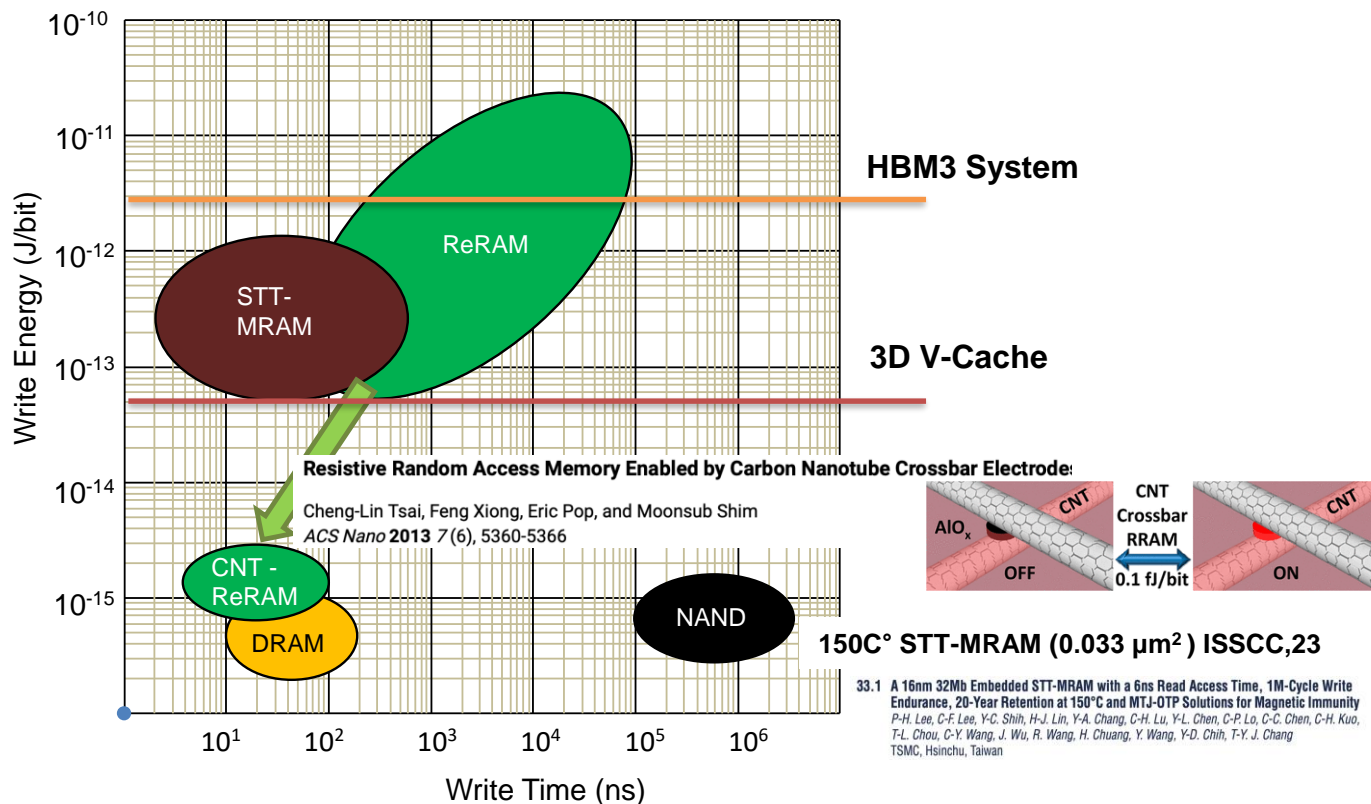 10⁻¹⁰
10⁻¹¹
10⁻¹²
10⁻¹³
10⁻¹⁴
10⁻¹⁵
Write Energy (J/bit)
HBM3 System
ReRAM
STT-
MRAM
3D V-Cache
Resistive Random Access Memory Enabled by Carbon Nanotube Crossbar Electrodes
Cheng-Lin Tsai, Feng Xiong, Eric Pop, and Moonsub Shim
ACS Nano 2013 7 (6), 5360-5366
AlOₓ
CNT
OFF
CNT
Crossbar
RRAM
0.1 fJ/bit
CNT
ON
CNT -
ReRAM
DRAM
NAND
150C° STT-MRAM (0.033 µm² ) ISSCC,23
33.1 A 16nm 32Mb Embedded STT-MRAM with a 6ns Read Access Time, 1M-Cycle Write
Endurance, 20-Year Retention at 150°C and MTJ-OTP Solutions for Magnetic Immunity
P-H. Lee, C-F. Lee, Y-C. Shih, H-J. Lin, Y-A. Chang, C-H. Lu, Y-L. Chen, C-P. Lo, C-C. Chen, C-H. Kuo,
T-L. Chou, C-Y. Wang, J. Wu, R. Wang, H. Chuang, Y. Wang, Y-D. Chih, T-Y. J. Chang
TSMC, Hsinchu, Taiwan
10¹ 10² 10³ 10⁴ 10⁵ 10⁶
Write Time (ns)